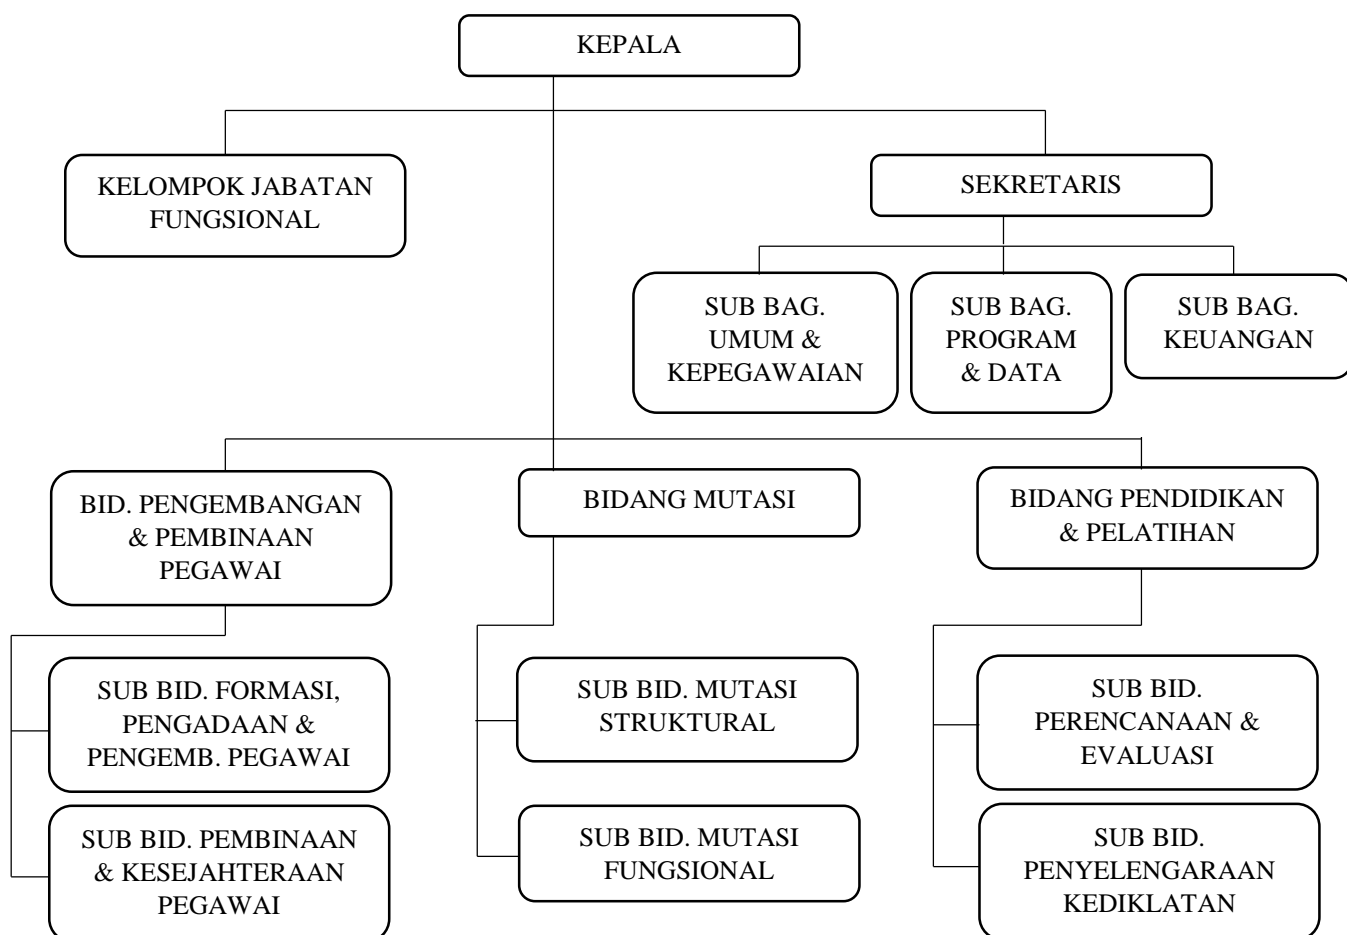 KEPALA
KELOMPOK JABATAN
FUNGSIONAL
SEKRETARIS
SUB BAG.
UMUM &
KEPEGAWAIAN
SUB BAG.
PROGRAM
& DATA
SUB BAG.
KEUANGAN
BID. PENGEMBANGAN
& PEMBINAAN
PEGAWAI
BIDANG MUTASI
BIDANG PENDIDIKAN
& PELATIHAN
SUB BID. FORMASI,
PENGADAAN &
PENGEMB. PEGAWAI
SUB BID. MUTASI
STRUKTURAL
SUB BID.
PERENCANAAN &
EVALUASI
SUB BID. PEMBINAAN
& KESEJAHTERAAN
PEGAWAI
SUB BID. MUTASI
FUNGSIONAL
SUB BID.
PENYELENGARAAN
KEDIKLATAN